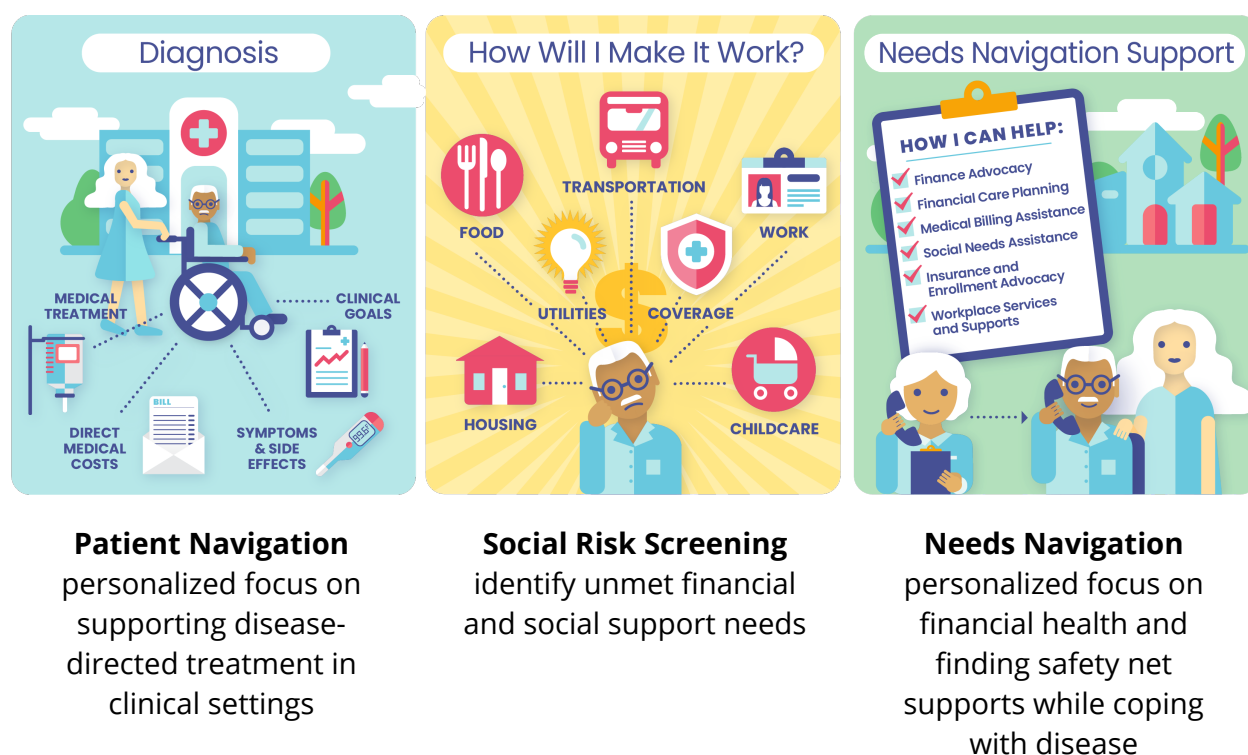 Diagnosis
MEDICAL
TREATMENT
CLINICAL
GOALS
BILL
DIRECT
MEDICAL
COSTS
SYMPTOMS
& SIDE
EFFECTS
99.6°
How Will I Make It Work?
TRANSPORTATION
FOOD
WORK
UTILITIES
$
COVERAGE
HOUSING
CHILDCARE
Needs Navigation Support
HOW I CAN HELP:
Finance Advocacy
Financial Care Planning
Medical Billing Assistance
Social Needs Assistance
Insurance and
Enrollment Advocacy
Workplace Services
and Supports
Patient Navigation
personalized focus on
supporting disease-
directed treatment in
clinical settings
Social Risk Screening
identify unmet financial
and social support needs
Needs Navigation
personalized focus on
financial health and
finding safety net
supports while coping
with disease